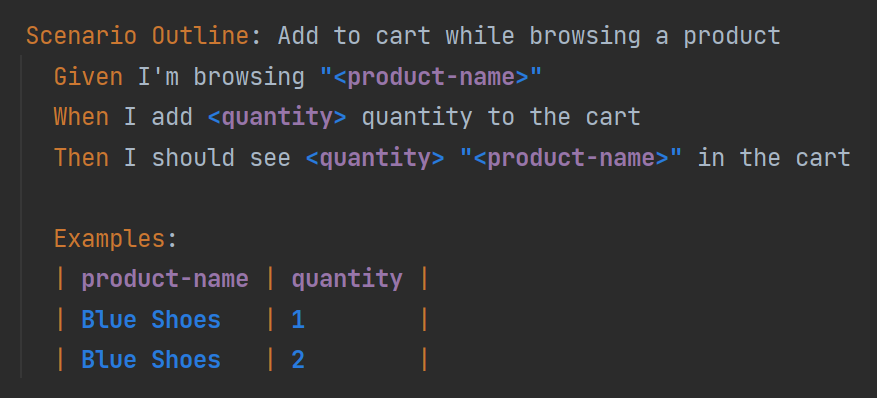 Scenario Outline: Add to cart while browsing a product
Given I'm browsing "<product-name>"
When I add <quantity> quantity to the cart
Then I should see <quantity> "<product-name>" in the cart
Examples:
| product-name | quantity |
| Blue Shoes | 1 |
| Blue Shoes | 2 |